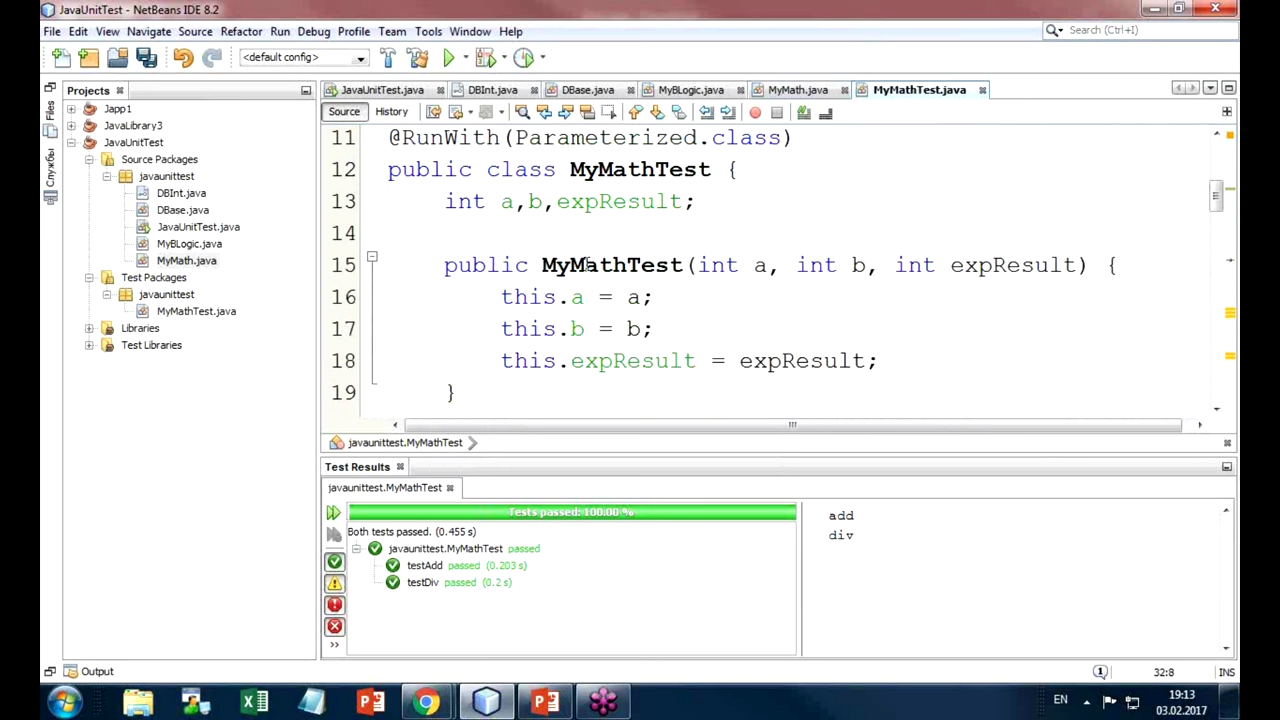 JavaUnitTest - NetBeans IDE 8.2
File Edit View Navigate Source Refactor Run Debug Profile Team Tools Window Help
Search (Ctrl+I)
<default config>
Projects
Files
Службы
Japp1
JavaLibrary3
JavaUnitTest
Source Packages
javaunittest
DBInt.java
DBase.java
JavaUnitTest.java
MyBLogic.java
MyMath.java
Test Packages
javaunittest
MyMathTest.java
Libraries
Test Libraries
JavaUnitTest.java DBInt.java DBase.java MyBLogic.java MyMath.java MyMathTest.java
Source History
11 @RunWith(Parameterized.class)
12 public class MyMathTest {
13 int a,b,expResult;
14
15 public MyMathTest(int a, int b, int expResult) {
16 this.a = a;
17 this.b = b;
18 this.expResult = expResult;
19 }
javaunittest.MyMathTest
Test Results
javaunittest.MyMathTest
Tests passed: 100.00 %
Both tests passed. (0.455 s)
javaunittest.MyMathTest passed
testAdd passed (0.203 s)
testDiv passed (0.2 s)
add
div
Output
1
32:8
INS
EN
19:13
03.02.2017